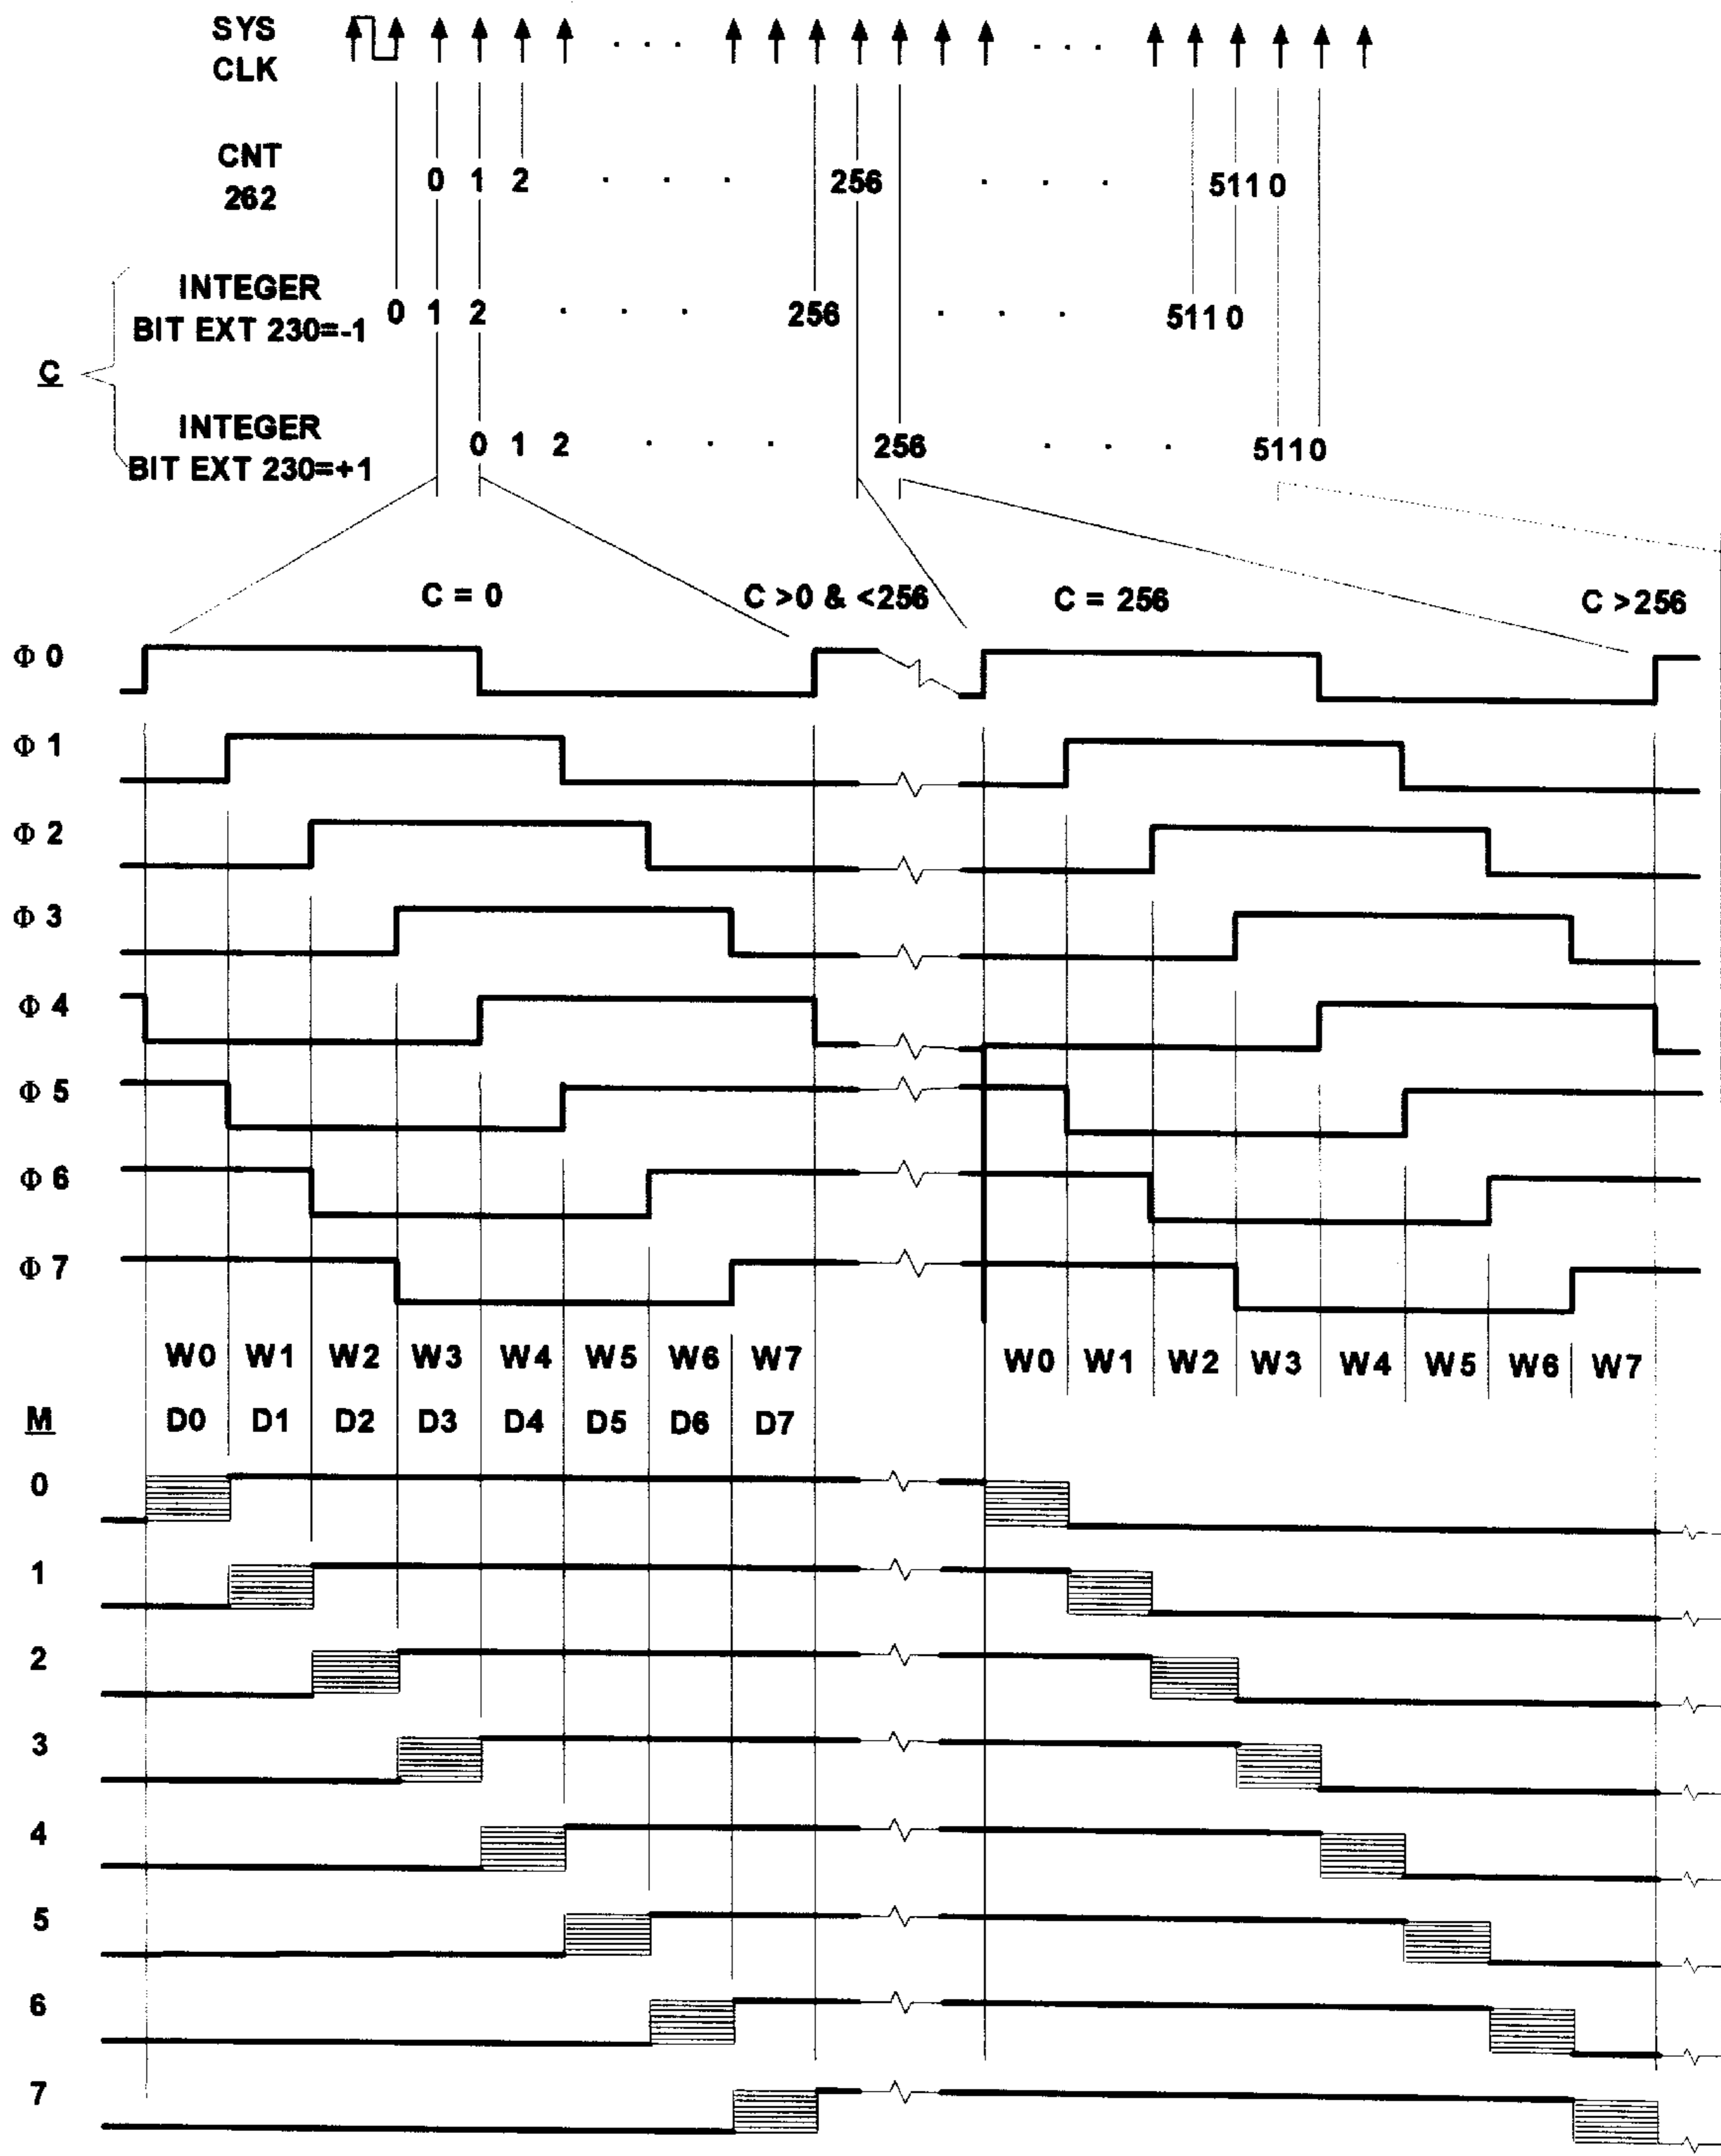 SYS
CLK
. . . . . .
CNT
262
0 1 2 . . . 256 . . . 511 0
INTEGER
BIT EXT 230=-1
0 1 2 . . . 256 . . . 511 0
C
INTEGER
BIT EXT 230=+1
0 1 2 . . . 256 . . . 511 0
C = 0 C >0 & <256 C = 256 C >256
Φ 0
Φ 1
Φ 2
Φ 3
Φ 4
Φ 5
Φ 6
Φ 7
W0 W1 W2 W3 W4 W5 W6 W7 W0 W1 W2 W3 W4 W5 W6 W7
M D0 D1 D2 D3 D4 D5 D6 D7
0
1
2
3
4
5
6
7